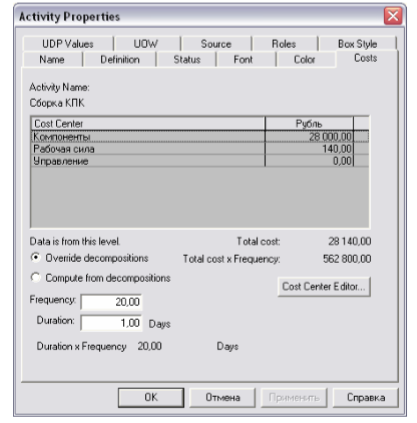 Activity Properties
UDP Values UOW Source Roles Box Style
Name Definition Status Font Color Costs
Activity Name:
Сборка КПК
Cost Center Рубль
Компоненты 28 000,00
Рабочая сила 140,00
Управление 0,00
Data is from this level. Total cost: 28 140,00
Override decompositions Total cost x Frequency: 562 800,00
Compute from decompositions
Cost Center Editor...
Frequency: 20,00
Duration: 1,00 Days
Duration x Frequency 20,00 Days
OK Отмена Применить Справка